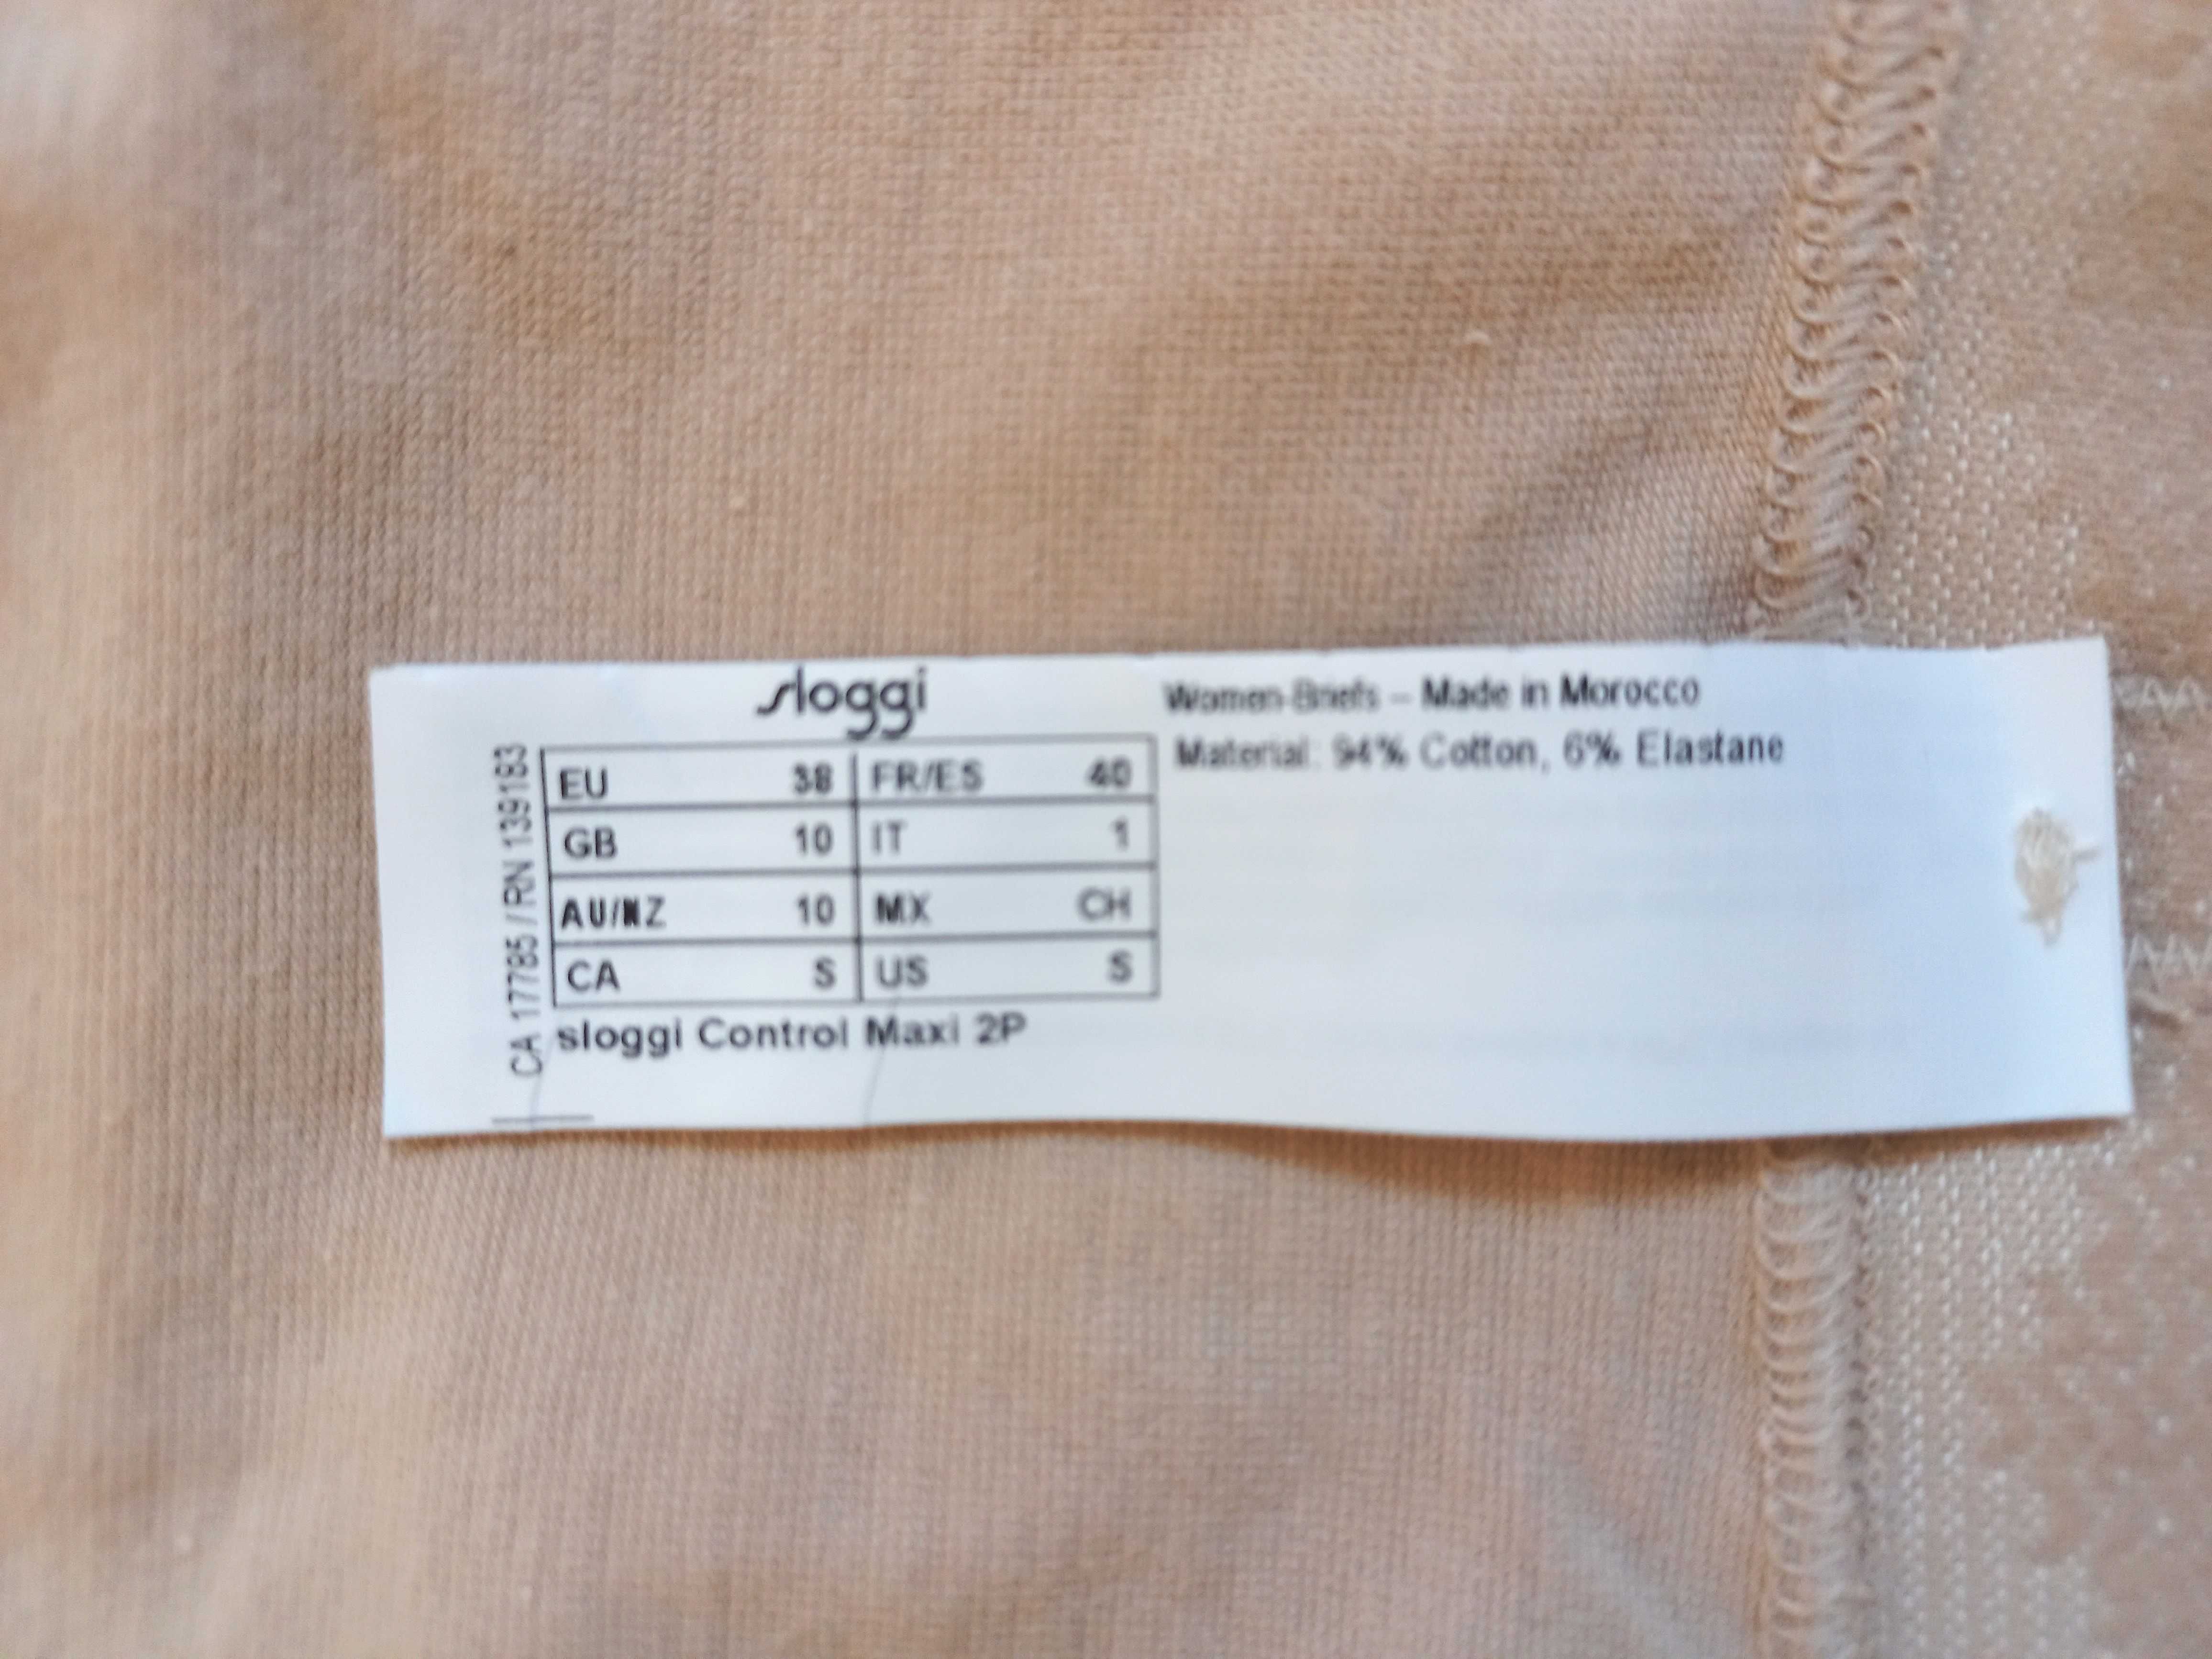 sloggi
EU 38 FR/ES 40
GB 10 IT 1
AU/NZ 10 MX CH
CA S US S
sloggi Control Maxi 2P
CA 17785 / RN 139183
Women-Briefs – Made in Morocco
Material: 94% Cotton, 6% Elastane